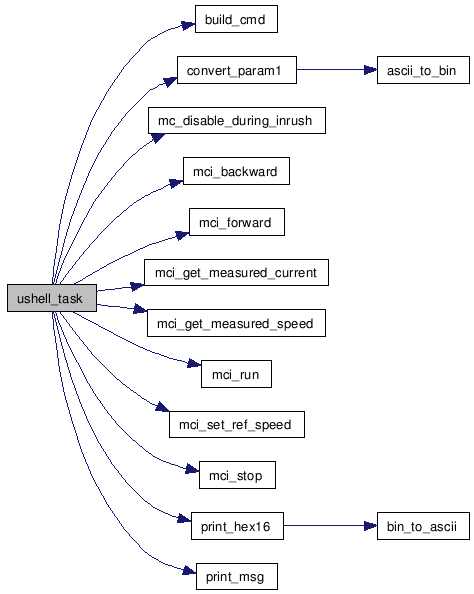 build_cmd
convert_param1
ascii_to_bin
mc_disable_during_inrush
mci_backward
mci_forward
mci_get_measured_current
ushell_task
mci_get_measured_speed
mci_run
mci_set_ref_speed
mci_stop
print_hex16
bin_to_ascii
print_msg